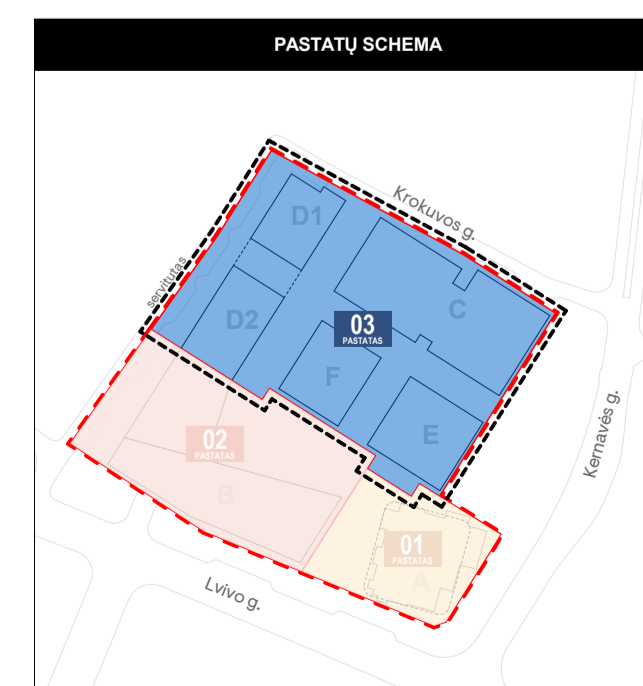 PASTATŲ SCHEMA
Krokuvos g.
D1
servitutas
C
D2
03
PASTATAS
F
Kernavės g.
E
02
PASTATAS
B
01
PASTATAS
A
Lvivo g.